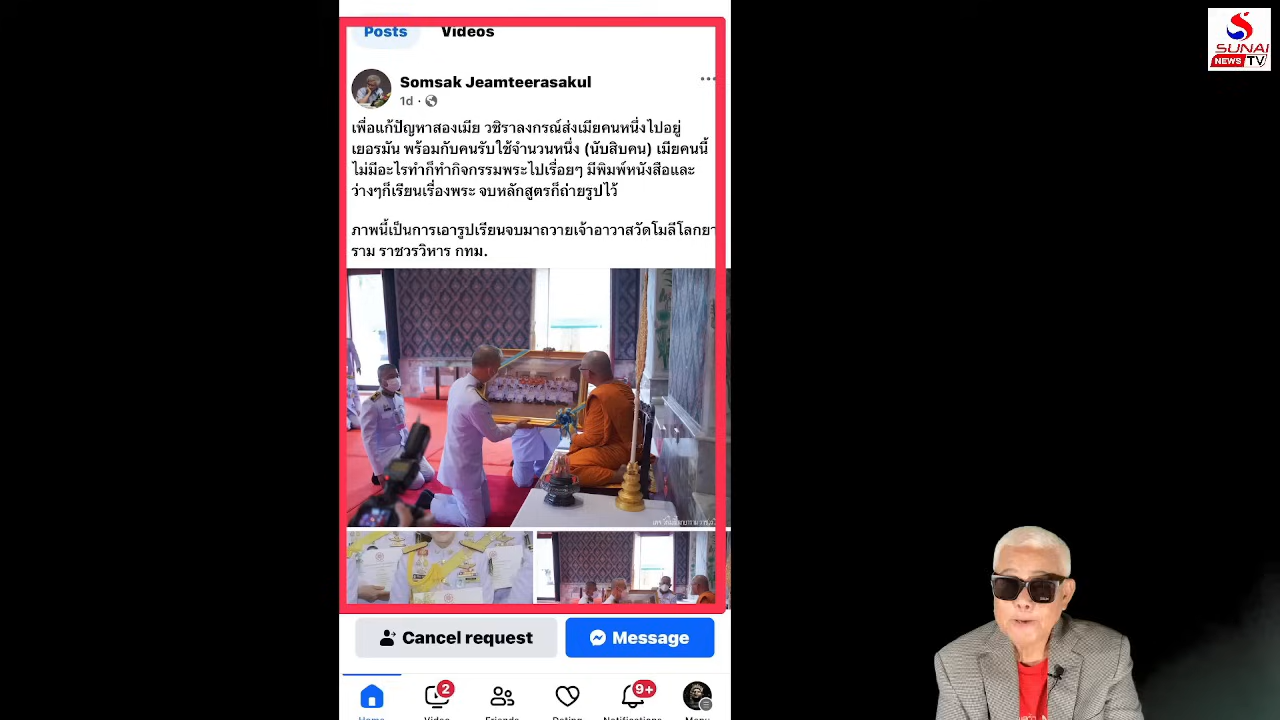 SUNAI
NEWS TV
Posts
Videos
Somsak Jeamteerasakul
1d
เพื่อแก้ปัญหาสองเมีย วชิราลงกรณ์ส่งเมียคนหนึ่งไปอยู่
เยอรมัน พร้อมกับคนรับใช้จำนวนหนึ่ง (นับสิบคน) เมียคนนี้
ไม่มีอะไรทำก็ทำกิจกรรมพระไปเรื่อยๆ มีพิมพ์หนังสือและ
ว่างๆก็เรียนเรื่องพระ จบหลักสูตรก็ถ่ายรูปไว้
ภาพนี้เป็นการเอารูปเรียนจบมาถวายเจ้าอาวาสวัดโมลีโลกยา
ราม ราชวรวิหาร กทม.
Cancel request
Message
2
9+
Home
Video
Friends
Dating
Notifications
Menu